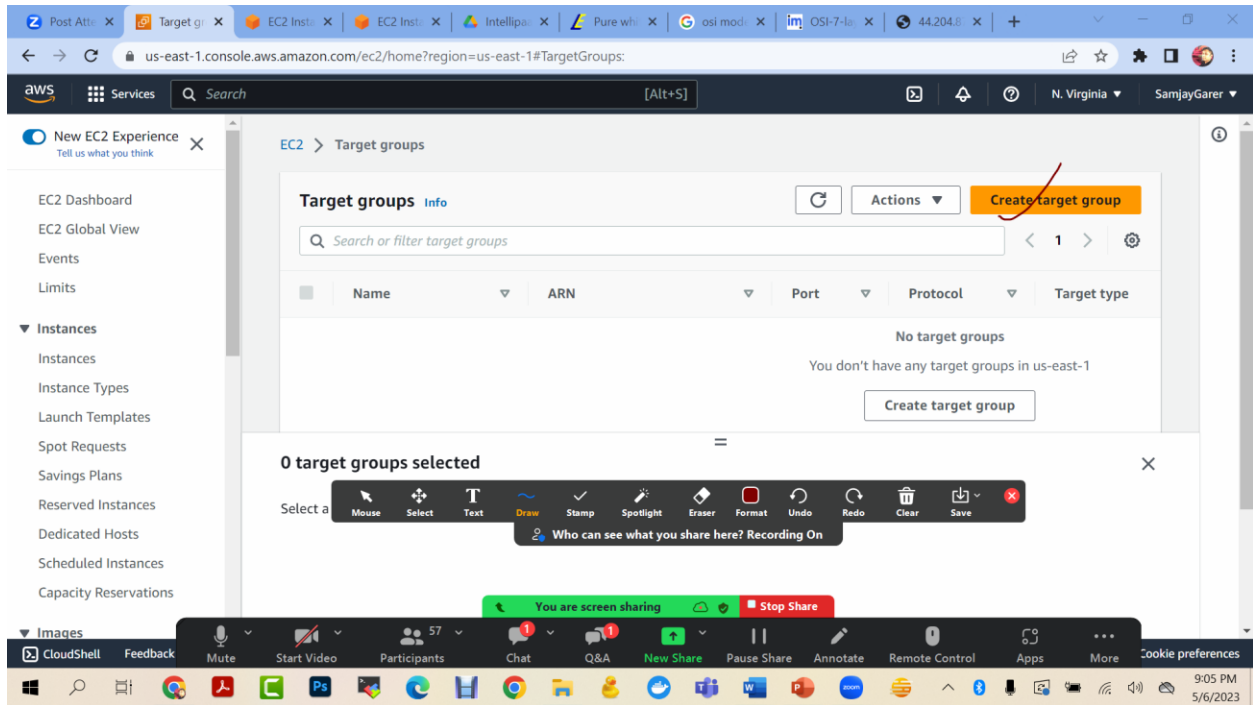 Post Atte
Target gr
EC2 Insta
EC2 Insta
Intellipaa
Pure whi
osi mode
OSI-7-lay
44.204.8.
us-east-1.console.aws.amazon.com/ec2/home?region=us-east-1#TargetGroups:
aws Services Search [Alt+S] N. Virginia SamjayGarer
New EC2 Experience
Tell us what you think
EC2 Dashboard
EC2 Global View
Events
Limits
Instances
Instances
Instance Types
Launch Templates
Spot Requests
Savings Plans
Reserved Instances
Dedicated Hosts
Scheduled Instances
Capacity Reservations
Images
EC2 > Target groups
Target groups Info Actions Create target group
Search or filter target groups 1
Name ARN Port Protocol Target type
No target groups
You don't have any target groups in us-east-1
Create target group
0 target groups selected
Select a
Mouse Select Text Draw Stamp Spotlight Eraser Format Undo Redo Clear Save
Who can see what you share here? Recording On
You are screen sharing Stop Share
57 1 1
Mute Start Video Participants Chat Q&A New Share Pause Share Annotate Remote Control Apps More
CloudShell Feedback Cookie preferences
Ps zoom
9:05 PM
5/6/2023